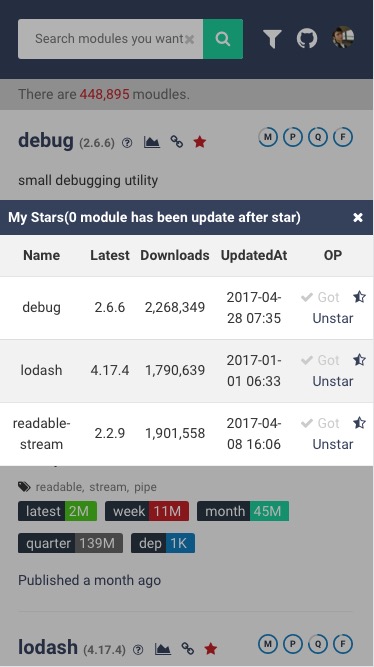 Search modules you want
There are 448,895 moudles.
debug (2.6.6)
M P Q F
small debugging utility
My Stars(0 module has been update after star)
Name Latest Downloads UpdatedAt OP
debug 2.6.6 2,268,349 2017-04-28 07:35 Got Unstar
lodash 4.17.4 1,790,639 2017-01-01 06:33 Got Unstar
readable-stream 2.2.9 1,901,558 2017-04-08 16:06 Got Unstar
readable, stream, pipe
latest 2M week 11M month 45M
quarter 139M dep 1K
Published a month ago
lodash (4.17.4)
M P Q F